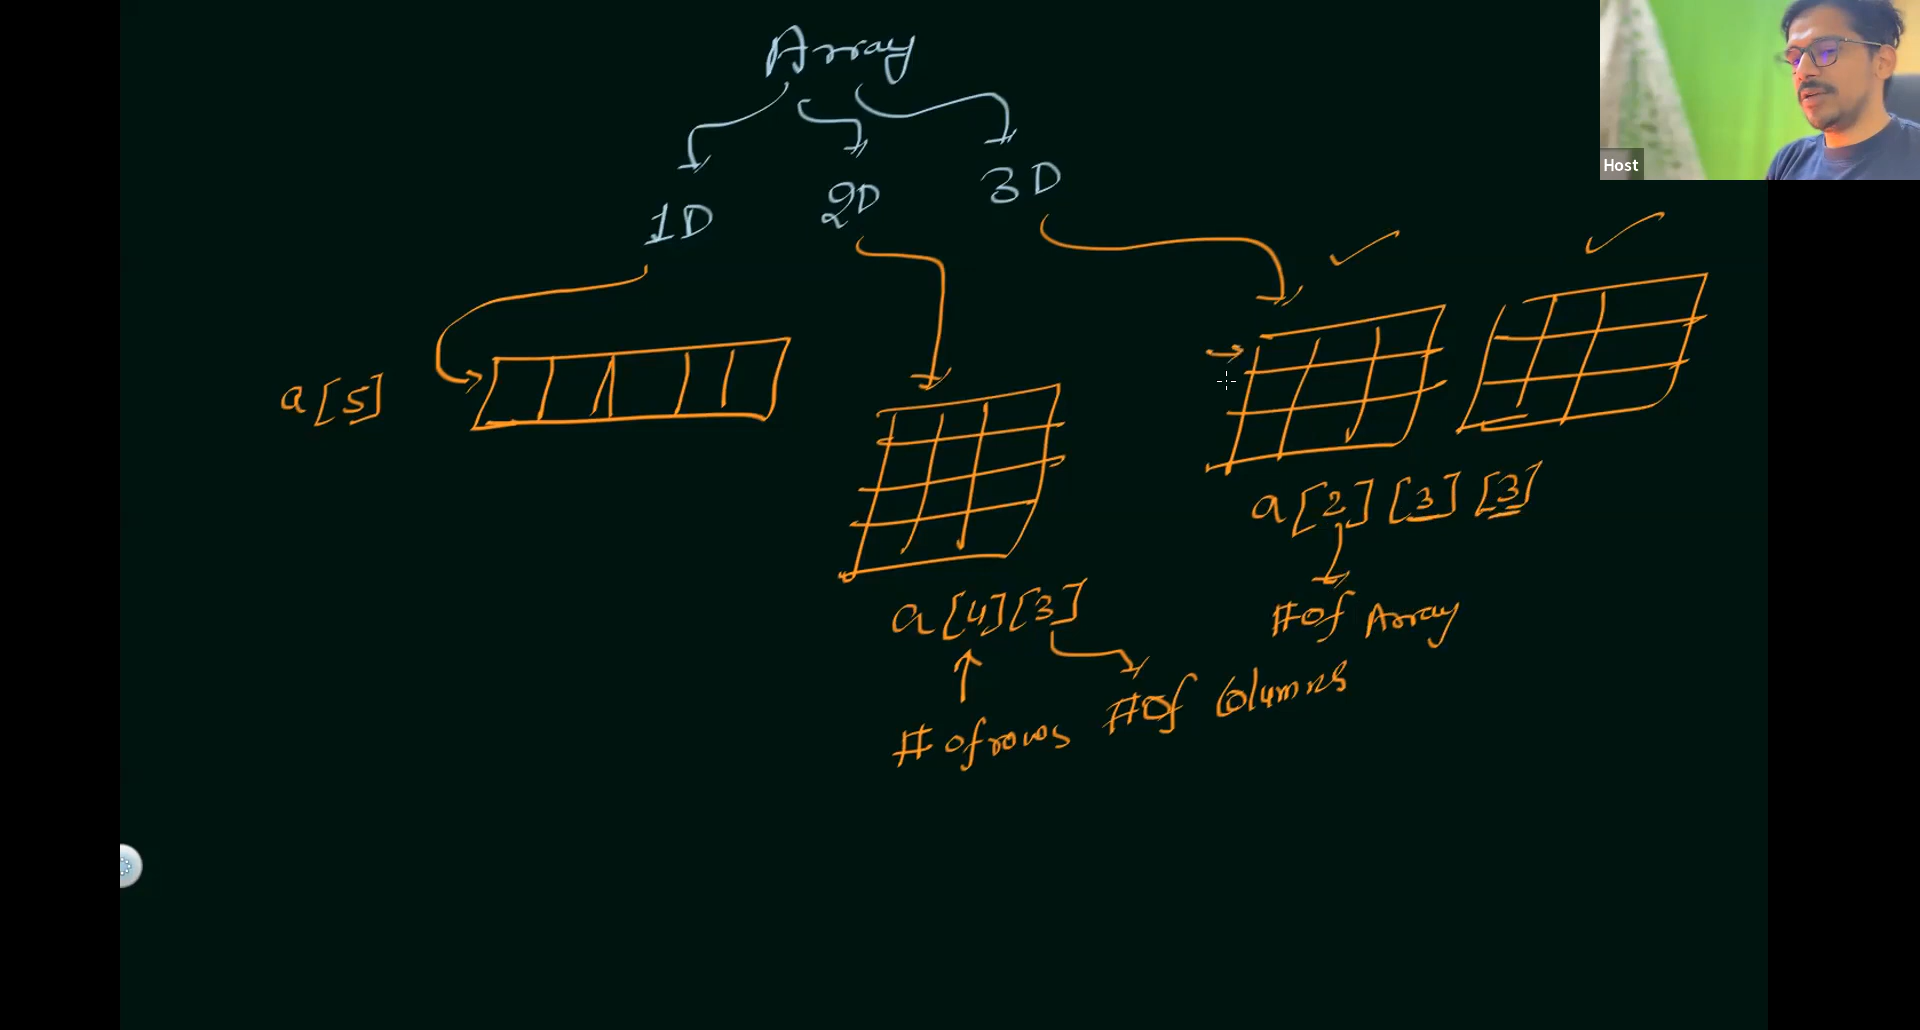 Array
Host
1D
2D
3D
a[5]
a[2][3][3]
a[4][3]
#of Array
#of Columns
# of rows